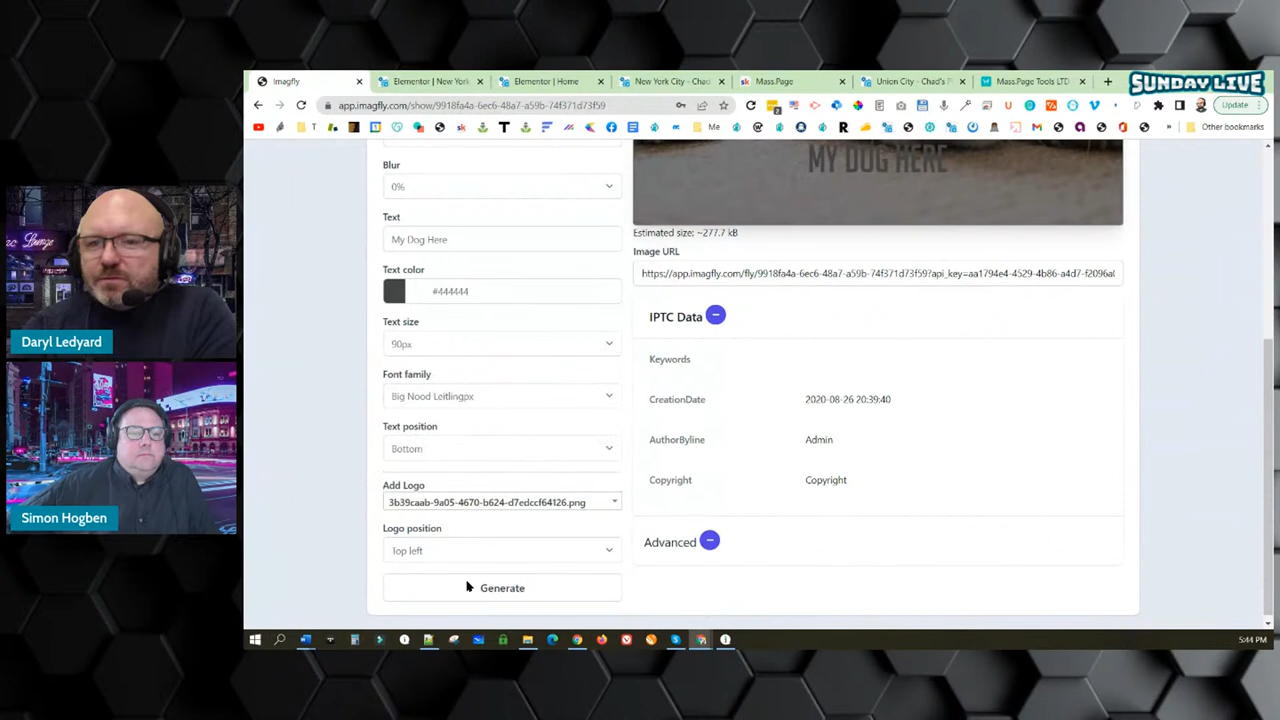 SUNDAY LIVE
Imagfly
Elementor | New York
Elementor | Home
New York City - Chad
Mass.Page
Union City - Chad's P
Mass.Page Tools LTD
app.imagfly.com/show/9918fa4a-6ec6-48a7-a59b-74f371d73f59
Update
Me
Other bookmarks
Blur
0%
Text
My Dog Here
Text color
#444444
Text size
90px
Font family
Big Nood Leitlingpx
Text position
Bottom
Add Logo
3b39caab-9a05-4670-b624-d7edccf64126.png
Logo position
Top left
Generate
MY DOG HERE
Estimated size: ~277.7 kB
Image URL
https://app.imagfly.com/fly/9918fa4a-6ec6-48a7-a59b-74f371d73f59?api_key=aa1794e4-4529-4b86-a4d7-f2096a
IPTC Data
Keywords
CreationDate
2020-08-26 20:39:40
AuthorByline
Admin
Copyright
Copyright
Advanced
5:44 PM
Lounge
Daryl Ledyard
Simon Hogben